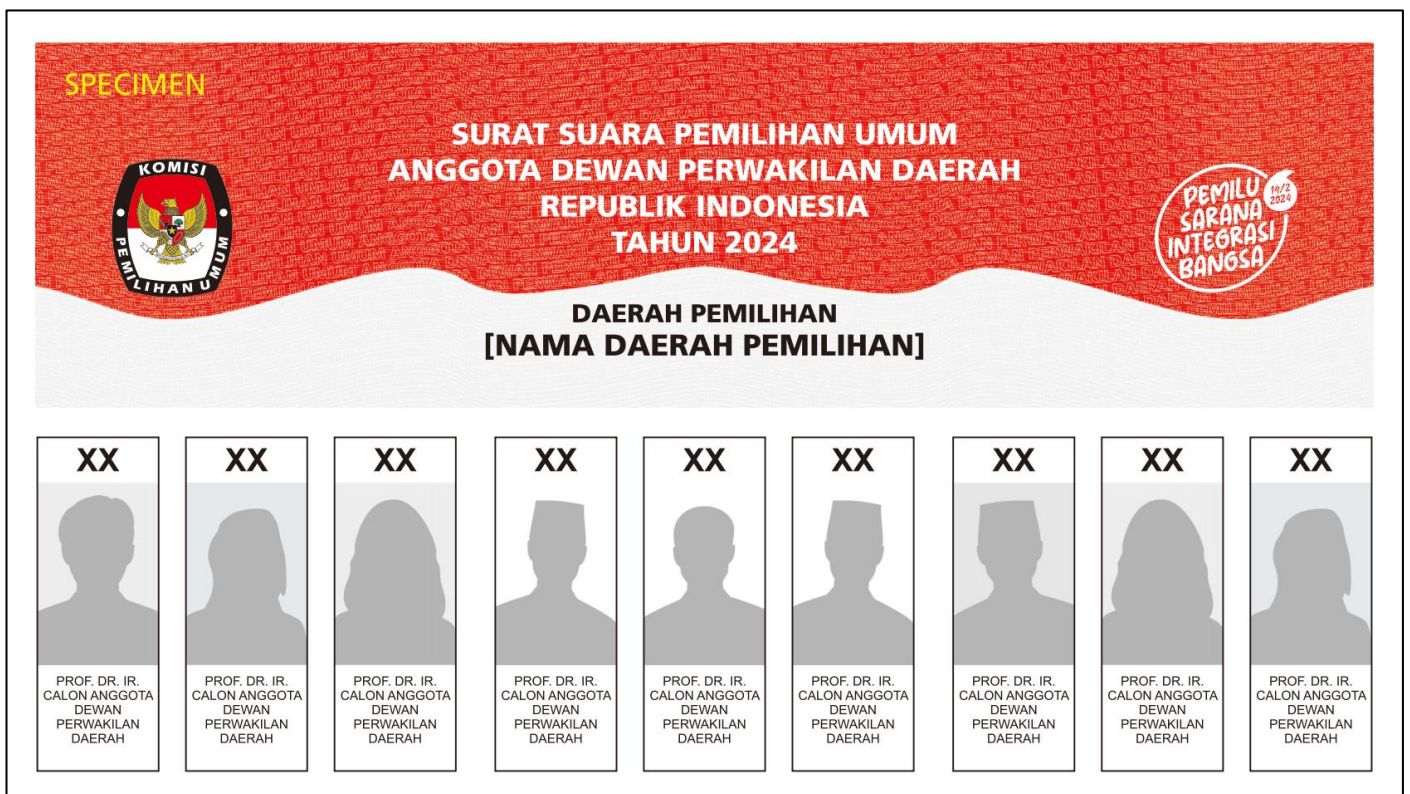 SPECIMEN
SURAT SUARA PEMILIHAN UMUM
ANGGOTA DEWAN PERWAKILAN DAERAH
REPUBLIK INDONESIA
TAHUN 2024
KOMISI
PEMILIHAN UMUM
PEMILU 14/2
SARANA 2024
INTEGRASI
BANGSA
DAERAH PEMILIHAN
[NAMA DAERAH PEMILIHAN]
XX
PROF. DR. IR.
CALON ANGGOTA
DEWAN
PERWAKILAN
DAERAH
XX
PROF. DR. IR.
CALON ANGGOTA
DEWAN
PERWAKILAN
DAERAH
XX
PROF. DR. IR.
CALON ANGGOTA
DEWAN
PERWAKILAN
DAERAH
XX
PROF. DR. IR.
CALON ANGGOTA
DEWAN
PERWAKILAN
DAERAH
XX
PROF. DR. IR.
CALON ANGGOTA
DEWAN
PERWAKILAN
DAERAH
XX
PROF. DR. IR.
CALON ANGGOTA
DEWAN
PERWAKILAN
DAERAH
XX
PROF. DR. IR.
CALON ANGGOTA
DEWAN
PERWAKILAN
DAERAH
XX
PROF. DR. IR.
CALON ANGGOTA
DEWAN
PERWAKILAN
DAERAH
XX
PROF. DR. IR.
CALON ANGGOTA
DEWAN
PERWAKILAN
DAERAH